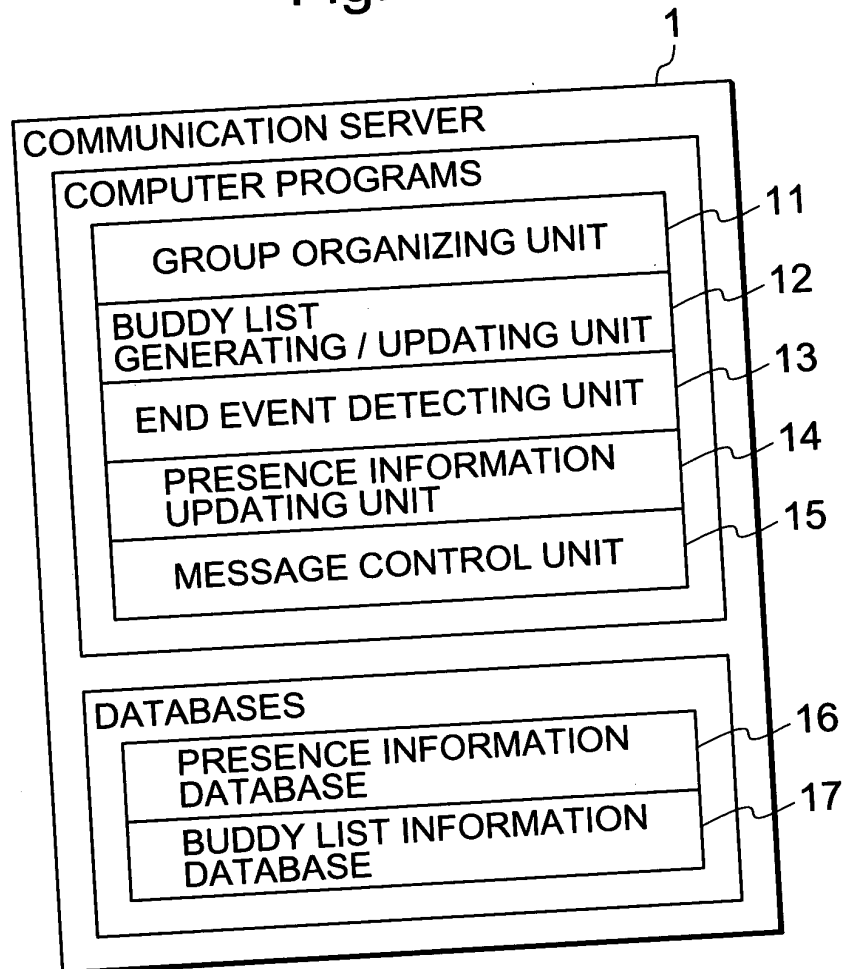 Fig.
1
COMMUNICATION SERVER
COMPUTER PROGRAMS
GROUP ORGANIZING UNIT
11
BUDDY LIST
GENERATING / UPDATING UNIT
12
END EVENT DETECTING UNIT
13
PRESENCE INFORMATION
UPDATING UNIT
14
MESSAGE CONTROL UNIT
15
DATABASES
PRESENCE INFORMATION
DATABASE
16
BUDDY LIST INFORMATION
DATABASE
17